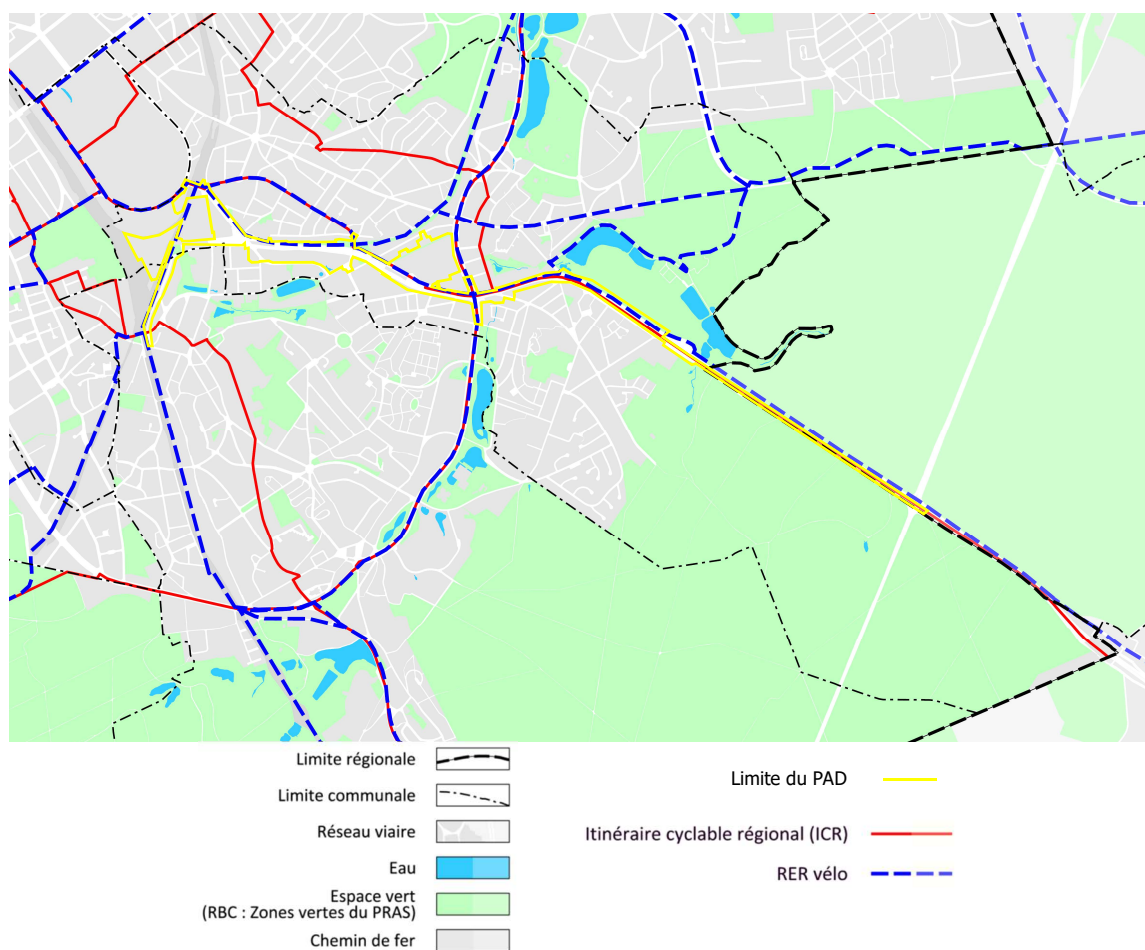 Limite régionale
Limite communale
Réseau viaire
Eau
Espace vert
(RBC : Zones vertes du PRAS)
Chemin de fer
Limite du PAD
Itinéraire cyclable régional (ICR)
RER vélo